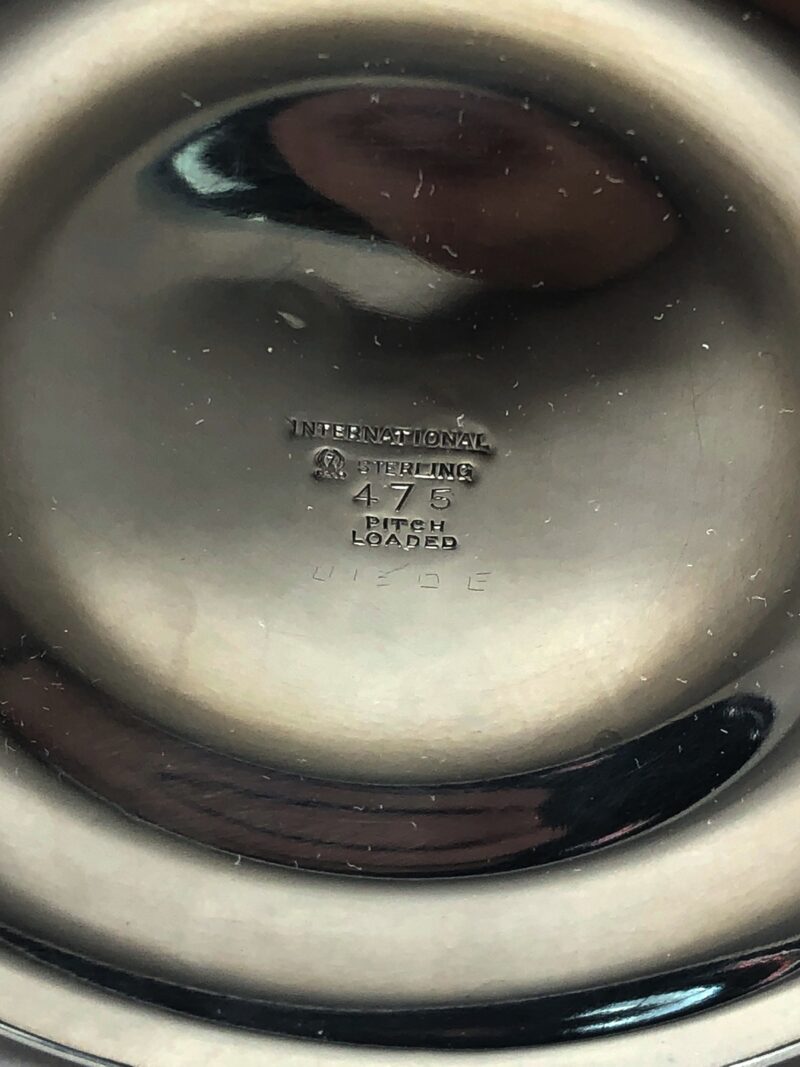 INTERNATIONAL
STERLING
475
PITCH
LOADED